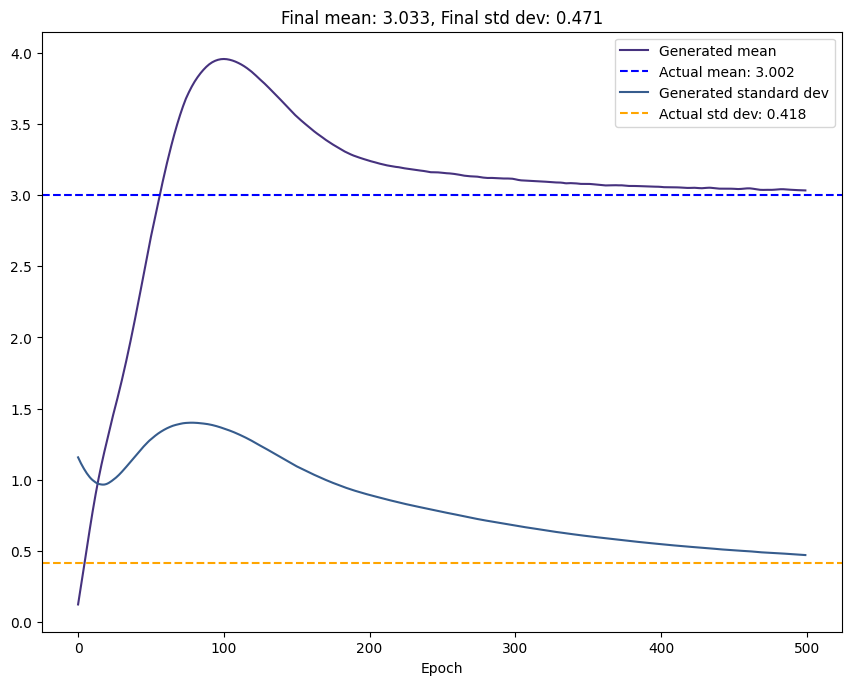 Final mean: 3.033, Final std dev: 0.471
Generated mean
Actual mean: 3.002
Generated standard dev
Actual std dev: 0.418
4.0
3.5
3.0
2.5
2.0
1.5
1.0
0.5
0.0
0 100 200 300 400 500
Epoch